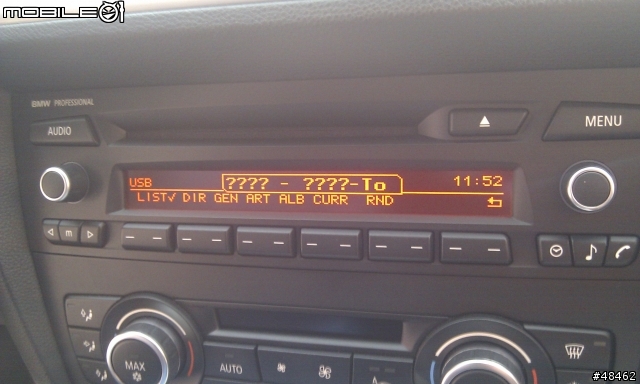 MOBILE01
BMW PROFESSIONAL
AUDIO
MENU
USB ???? - ????-To 11:52
LIST√ DIR GEN ART ALB CURR RND
m
MAX
AUTO
A
#48462